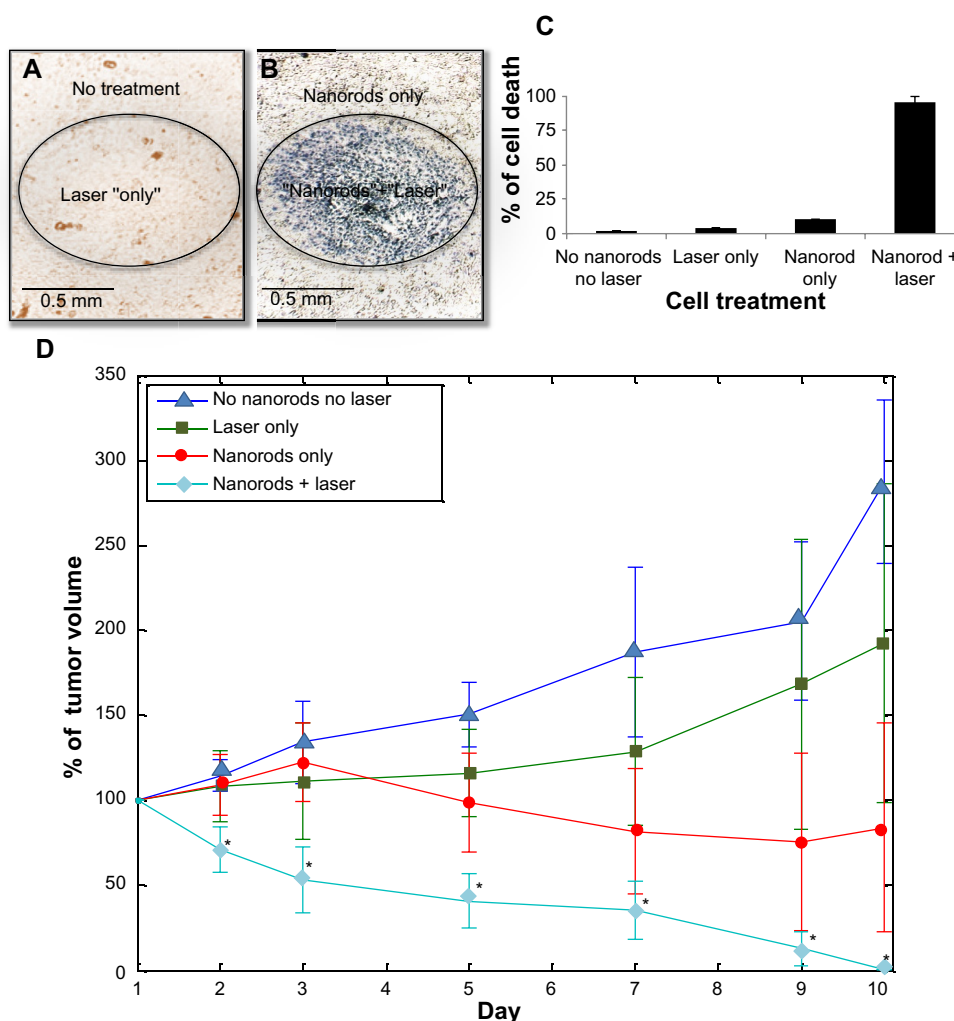 A
No treatment
Laser "only"
0.5 mm
B
Nanorods only
"Nanorods"+"Laser"
0.5 mm
C
% of cell death
100
75
50
25
0
No nanorods no laser
Laser only
Nanorod only
Nanorod + laser
Cell treatment
D
% of tumor volume
350
300
250
200
150
100
50
0
No nanorods no laser
Laser only
Nanorods only
Nanorods + laser
* * * * * *
1 2 3 4 5 6 7 8 9 10
Day